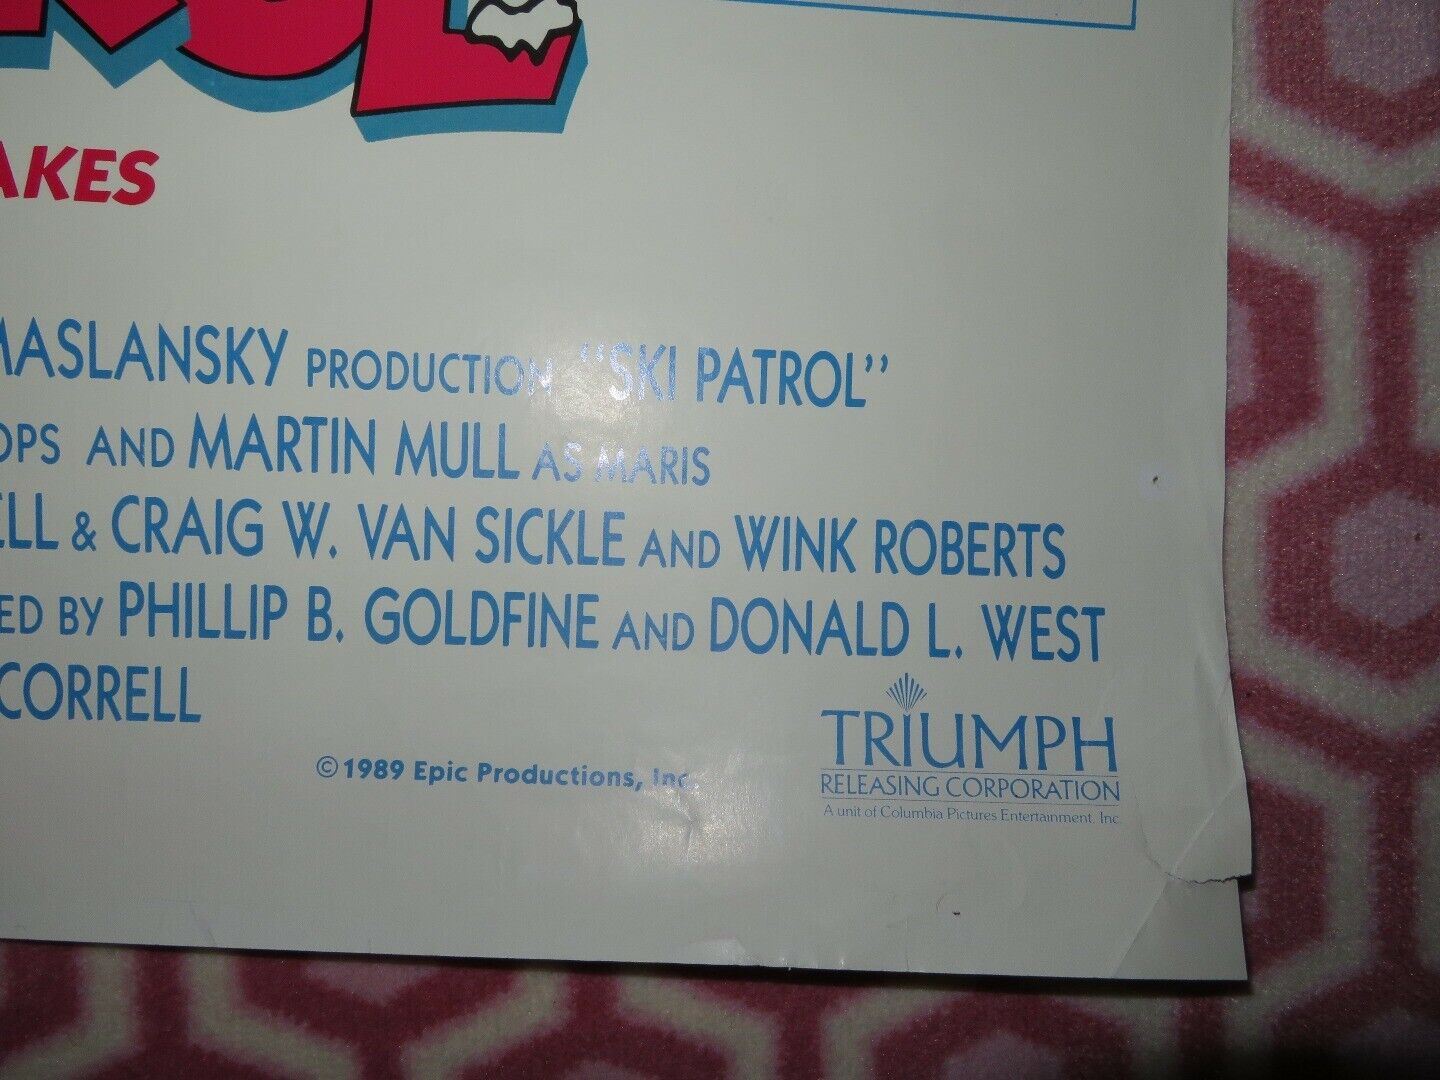 ROL
AKES
MASLANSKY PRODUCTION "SKI PATROL"
OPS AND MARTIN MULL AS MARIS
ELL & CRAIG W. VAN SICKLE AND WINK ROBERTS
ED BY PHILLIP B. GOLDFINE AND DONALD L. WEST
CORRELL
©1989 Epic Productions, Inc.
TRIUMPH
RELEASING CORPORATION
A unit of Columbia Pictures Entertainment, Inc.